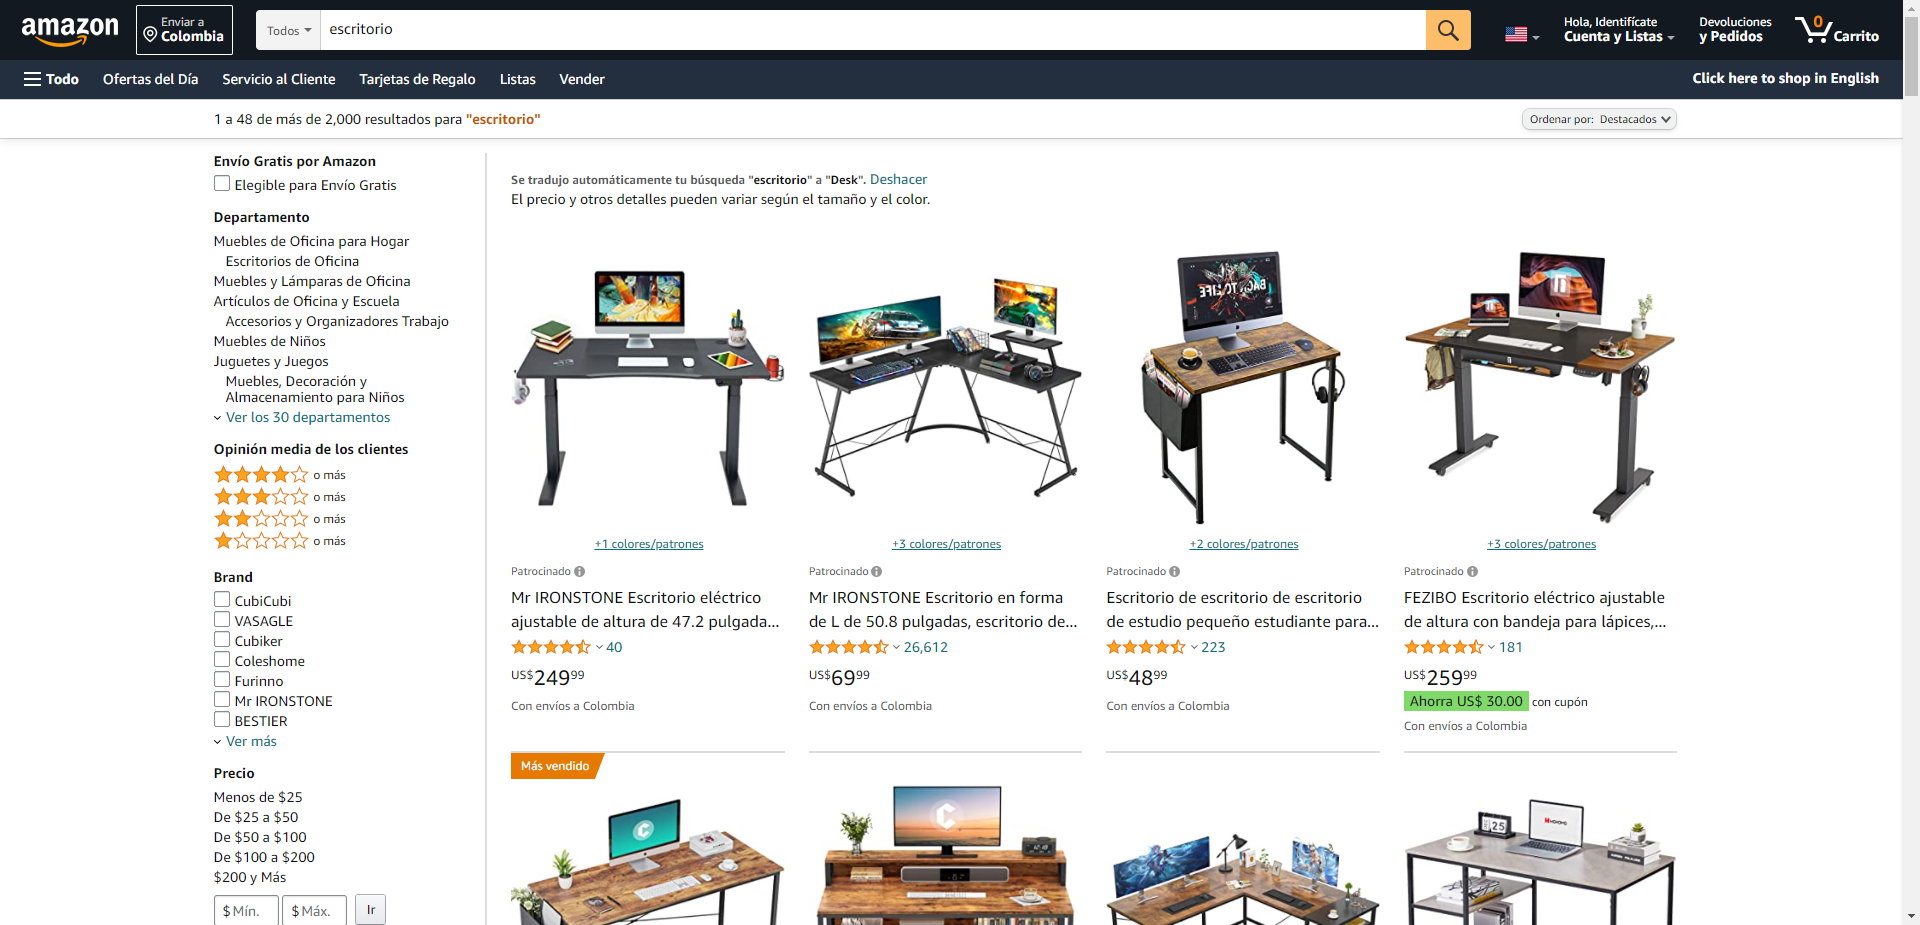 amazon
Enviar a
Colombia
Todos
escritorio
Hola, Identifícate
Cuenta y Listas
Devoluciones
y Pedidos
0
Carrito
Todo
Ofertas del Día
Servicio al Cliente
Tarjetas de Regalo
Listas
Vender
Click here to shop in English
1 a 48 de más de 2,000 resultados para "escritorio"
Ordenar por: Destacados
Envío Gratis por Amazon
Elegible para Envío Gratis
Departamento
Muebles de Oficina para Hogar
Escritorios de Oficina
Muebles y Lámparas de Oficina
Artículos de Oficina y Escuela
Accesorios y Organizadores Trabajo
Muebles de Niños
Juguetes y Juegos
Muebles, Decoración y
Almacenamiento para Niños
Ver los 30 departamentos
Opinión media de los clientes
o más
o más
o más
o más
Brand
CubiCubi
VASAGLE
Cubiker
Coleshome
Furinno
Mr IRONSTONE
BESTIER
Ver más
Precio
Menos de $25
De $25 a $50
De $50 a $100
De $100 a $200
$200 y Más
$ Mín.
$ Máx.
Ir
Se tradujo automáticamente tu búsqueda "escritorio" a "Desk". Deshacer
El precio y otros detalles pueden variar según el tamaño y el color.
BACK TO LIFE
+1 colores/patrones
+3 colores/patrones
+2 colores/patrones
+3 colores/patrones
Patrocinado
Patrocinado
Patrocinado
Patrocinado
Mr IRONSTONE Escritorio eléctrico
ajustable de altura de 47.2 pulgada...
Mr IRONSTONE Escritorio en forma
de L de 50.8 pulgadas, escritorio de...
Escritorio de escritorio de escritorio
de estudio pequeño estudiante para...
FEZIBO Escritorio eléctrico ajustable
de altura con bandeja para lápices,...
40
26,612
223
181
US$24999
US$6999
US$4899
US$25999
Ahorra US$ 30.00 con cupón
Con envíos a Colombia
Con envíos a Colombia
Con envíos a Colombia
Con envíos a Colombia
Más vendido
25